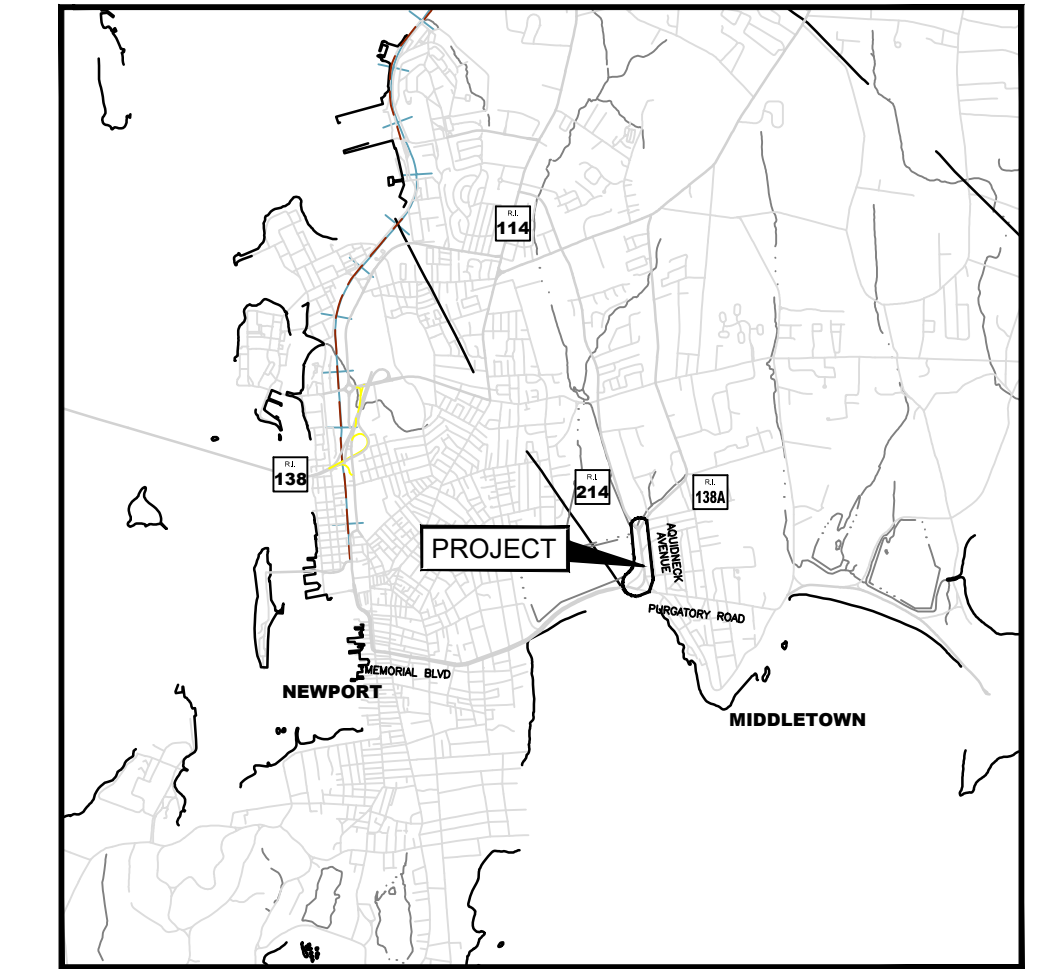 R.I.
114
R.I.
138
R.I.
214
R.I.
138A
PROJECT
AQUIDNECK
AVENUE
PURGATORY ROAD
MEMORIAL BLVD
NEWPORT
MIDDLETOWN